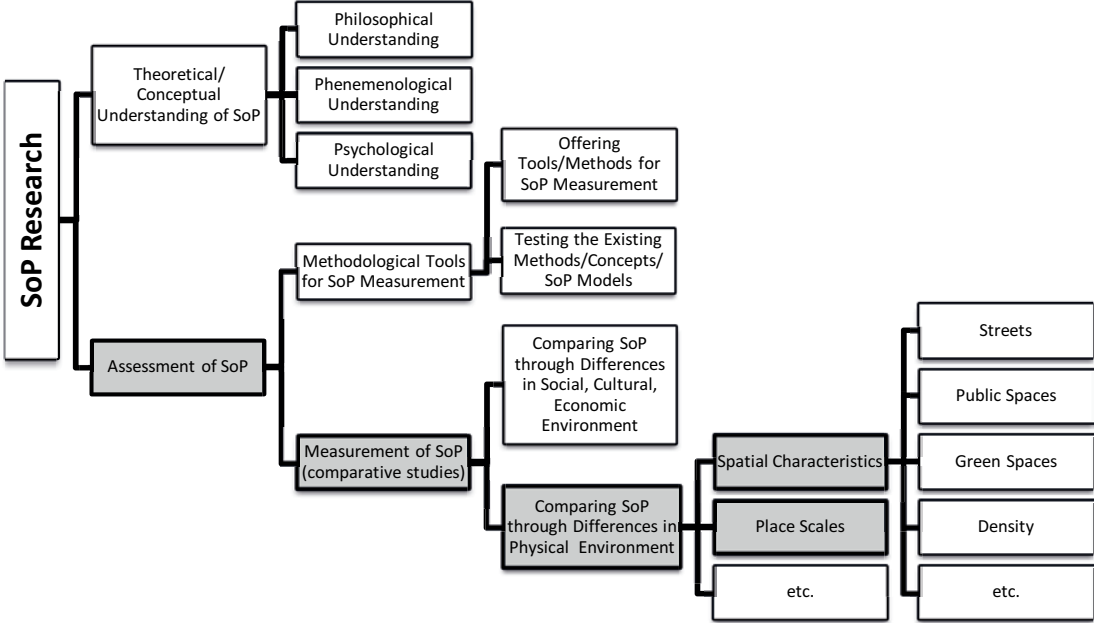 SoP Research
Theoretical/
Conceptual
Understanding of SoP
Philosophical
Understanding
Phenemenological
Understanding
Psychological
Understanding
Assessment of SoP
Methodological Tools
for SoP Measurement
Offering
Tools/Methods for
SoP Measurement
Testing the Existing
Methods/Concepts/
SoP Models
Measurement of SoP
(comparative studies)
Comparing SoP
through Differences
in Social, Cultural,
Economic
Environment
Comparing SoP
through Differences in
Physical Environment
Spatial Characteristics
Place Scales
etc.
Streets
Public Spaces
Green Spaces
Density
etc.